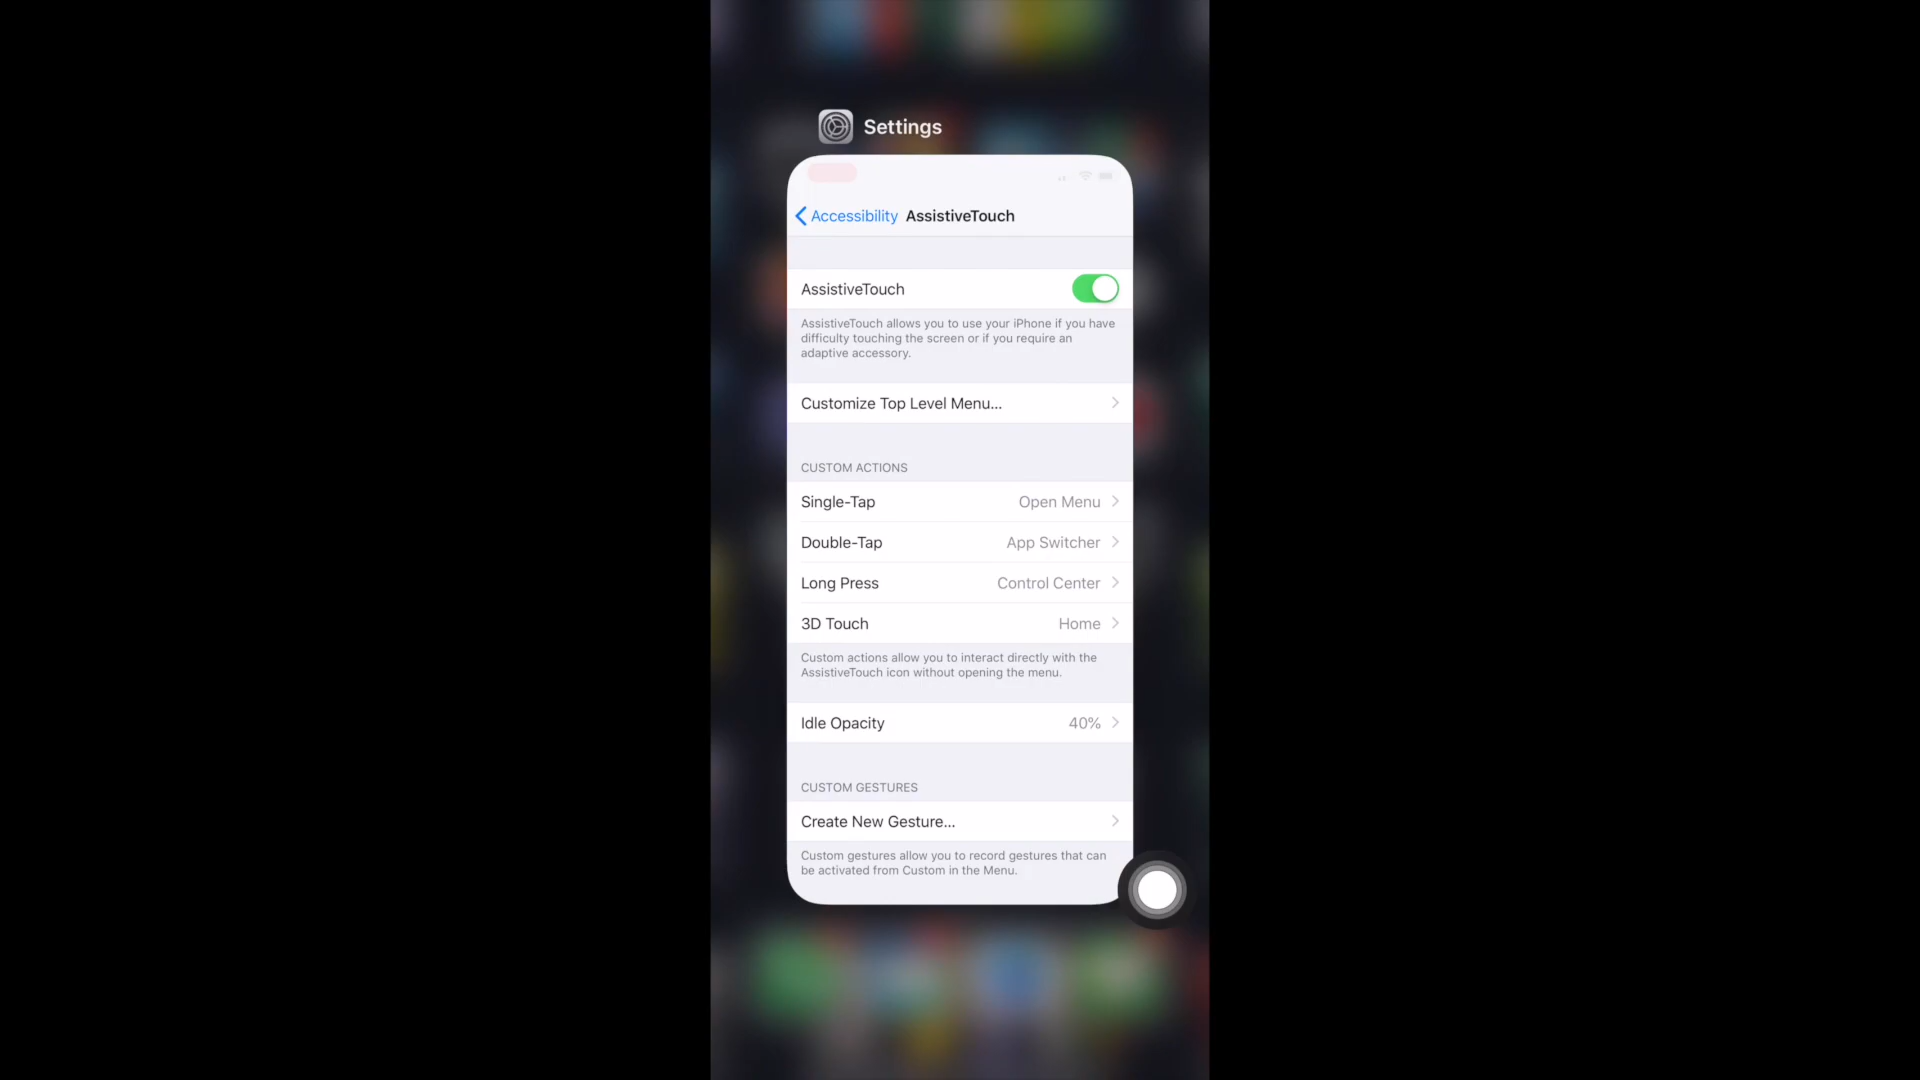 Settings
Accessibility AssistiveTouch
AssistiveTouch
AssistiveTouch allows you to use your iPhone if you have
difficulty touching the screen or if you require an
adaptive accessory.
Customize Top Level Menu...
CUSTOM ACTIONS
Single-Tap Open Menu
Double-Tap App Switcher
Long Press Control Center
3D Touch Home
Custom actions allow you to interact directly with the
AssistiveTouch icon without opening the menu.
Idle Opacity 40%
CUSTOM GESTURES
Create New Gesture...
Custom gestures allow you to record gestures that can
be activated from Custom in the Menu.